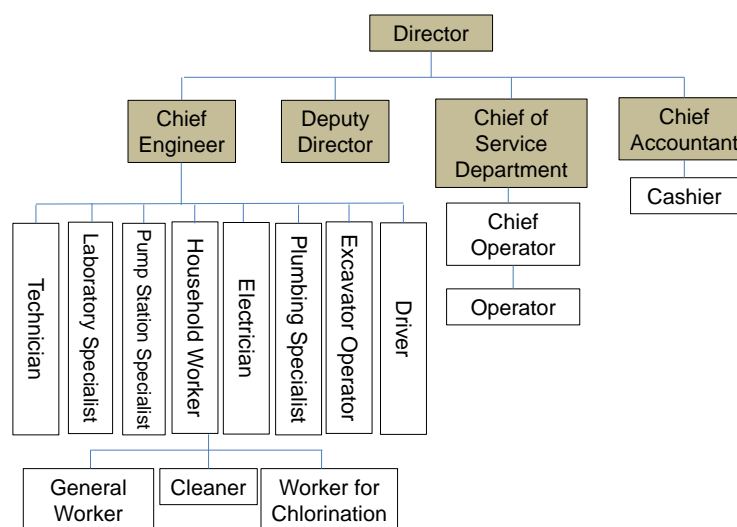 Director
Chief
Engineer
Deputy
Director
Chief of
Service
Department
Chief
Accountant
Cashier
Chief
Operator
Operator
Technician
Laboratory Specialist
Pump Station Specialist
Household Worker
Electrician
Plumbing Specialist
Excavator Operator
Driver
General
Worker
Cleaner
Worker for
Chlorination